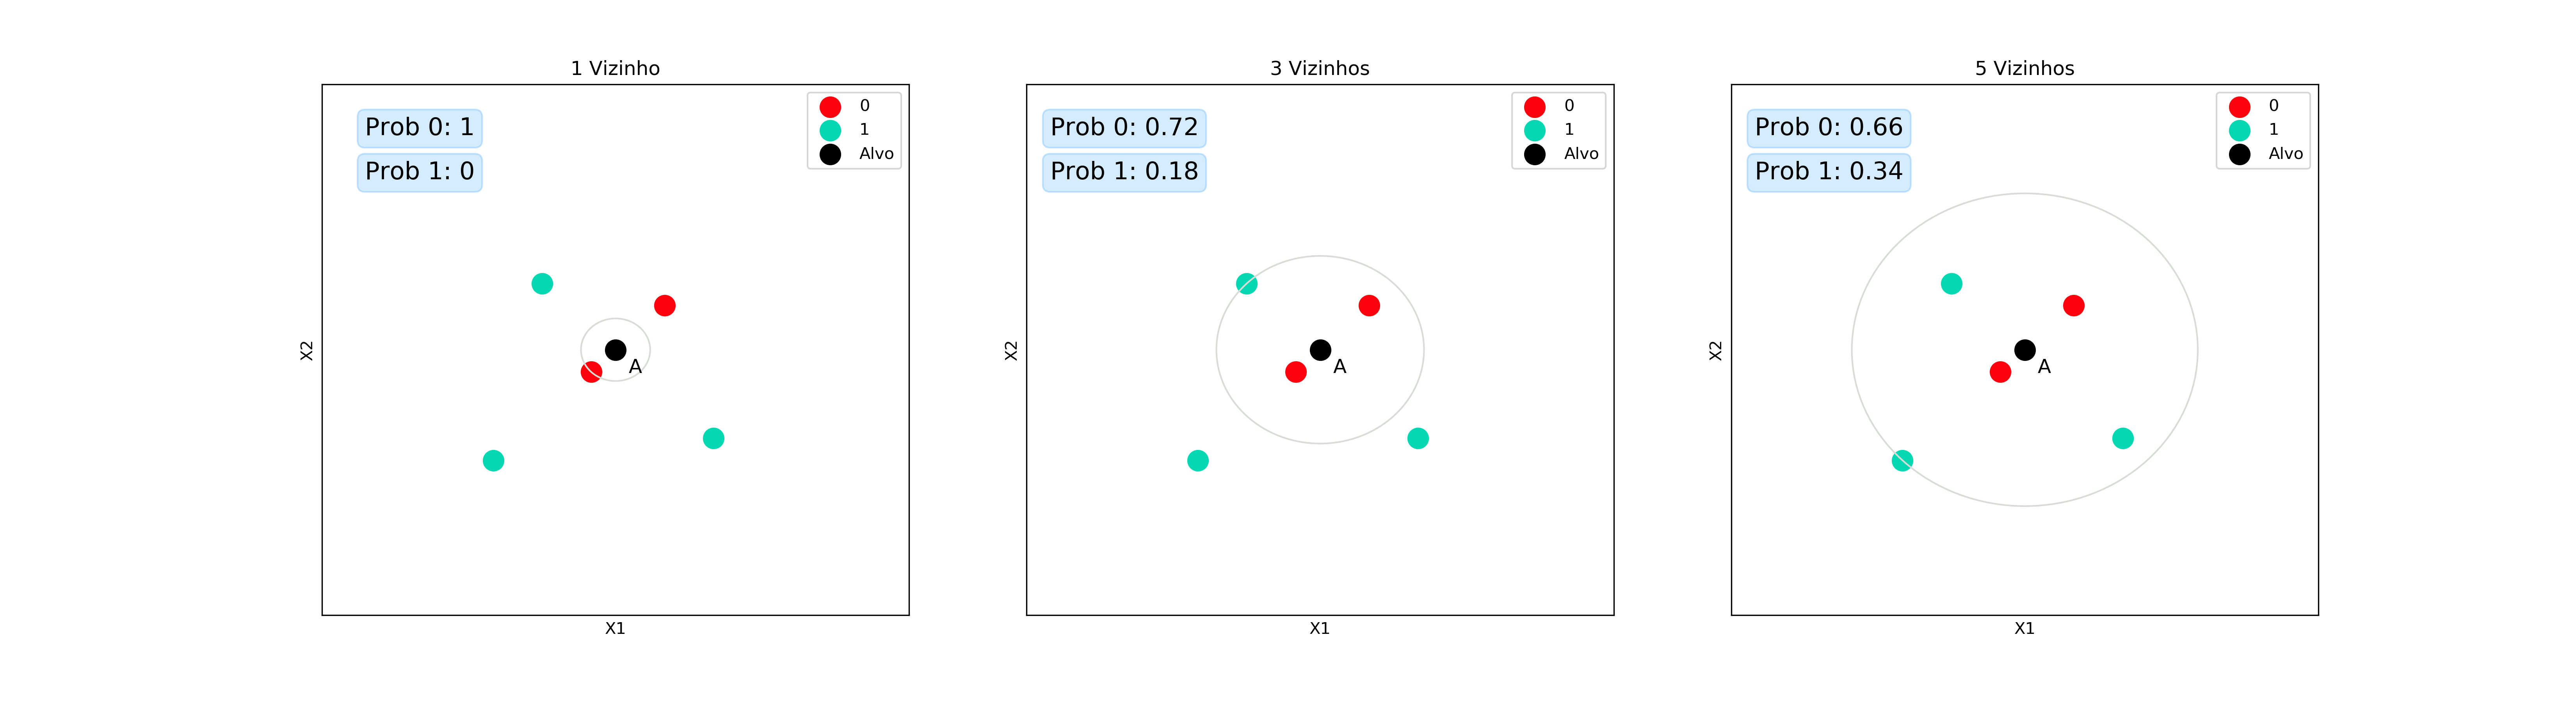 1 Vizinho
Prob 0: 1
Prob 1: 0
0
1
Alvo
A
X2
X1
3 Vizinhos
Prob 0: 0.72
Prob 1: 0.18
0
1
Alvo
A
X2
X1
5 Vizinhos
Prob 0: 0.66
Prob 1: 0.34
0
1
Alvo
A
X2
X1